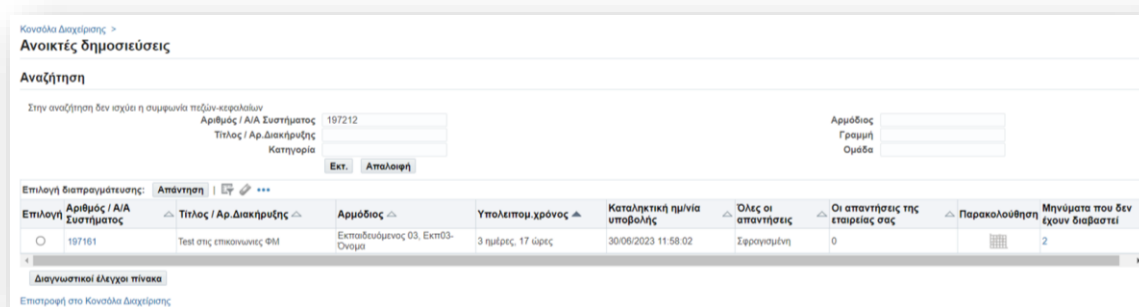 Κονσόλα Διαχείρισης >
Ανοικτές δημοσιεύσεις
Αναζήτηση
Στην αναζήτηση δεν ισχύει η συμφωνία πεζών-κεφαλαίων
Αριθμός / Α/Α Συστήματος 197212 Αρμόδιος
Τίτλος / Αρ.Διακήρυξης Γραμμή
Κατηγορία Ομάδα
Εκτ. Απαλοιφή
Επιλογή διαπραγμάτευσης: Απάντηση | •••
Επιλογή Αριθμός / Α/Α Συστήματος Τίτλος / Αρ.Διακήρυξης Αρμόδιος Υπολειπομ.χρόνος Καταληκτική ημ/νία υποβολής Όλες οι απαντήσεις Οι απαντήσεις της εταιρείας σας Παρακολούθηση Μηνύματα που δεν έχουν διαβαστεί
197161 Test στις επικοινωνιες ΦΜ Εκπαιδευόμενος 03, Εκπ03-Όνομα 3 ημέρες, 17 ώρες 30/06/2023 11:58:02 Σφραγισμένη 0 2
Διαγνωστικοί έλεγχοι πίνακα
Επιστροφή στο Κονσόλα Διαχείρισης